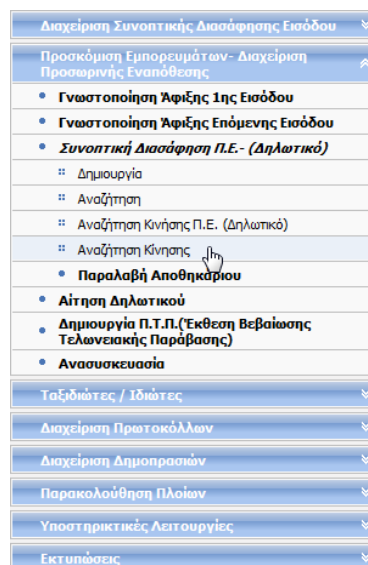 Διαχείριση Συνοπτικής Διασάφησης Εισόδου
Προσκόμιση Εμπορευμάτων- Διαχείριση
Προσωρινής Εναπόθεσης
Γνωστοποίηση Άφιξης 1ης Εισόδου
Γνωστοποίηση Άφιξης Επόμενης Εισόδου
Συνοπτική Διασάφηση Π.Ε.- (Δηλωτικό)
Δημιουργία
Αναζήτηση
Αναζήτηση Κινήσης Π.Ε. (Δηλωτικό)
Αναζήτηση Κίνησης
Παραλαβή Αποθηκάριου
Αίτηση Δηλωτικού
Δημιουργία Π.Τ.Π.(Έκθεση Βεβαίωσης
Τελωνειακής Παράβασης)
Ανασυσκευασία
Ταξιδιώτες / Ιδιώτες
Διαχείριση Πρωτοκόλλων
Διαχείριση Δημοπρασιών
Παρακολούθηση Πλοίων
Υποστηρικτικές Λειτουργίες
Εκτυπώσεις